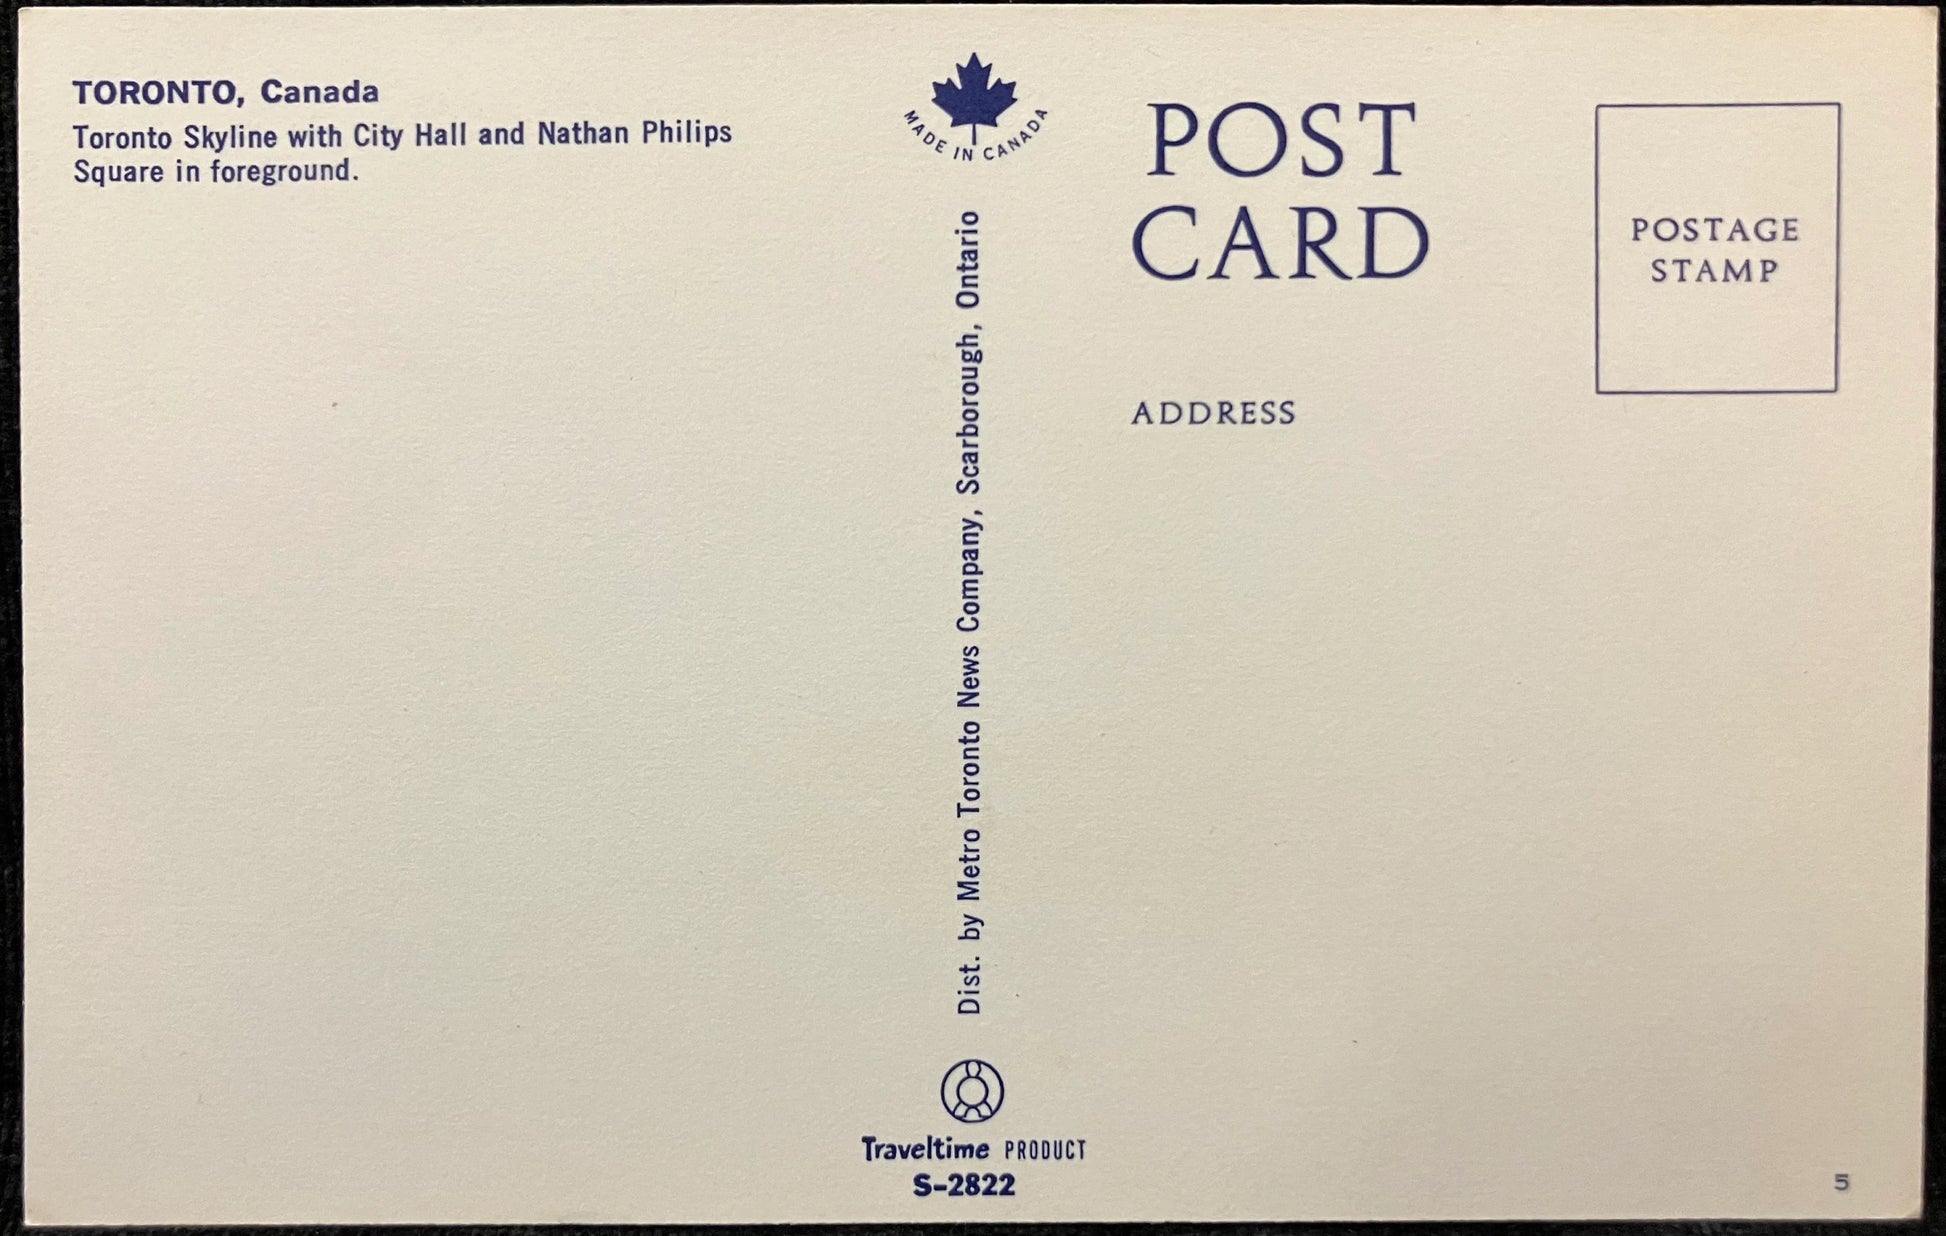 TORONTO, Canada
Toronto Skyline with City Hall and Nathan Philips
Square in foreground.
MADE IN CANADA
Dist. by Metro Toronto News Company, Scarborough, Ontario
Traveltime PRODUCT
S-2822
POST
CARD
POSTAGE
STAMP
ADDRESS
5